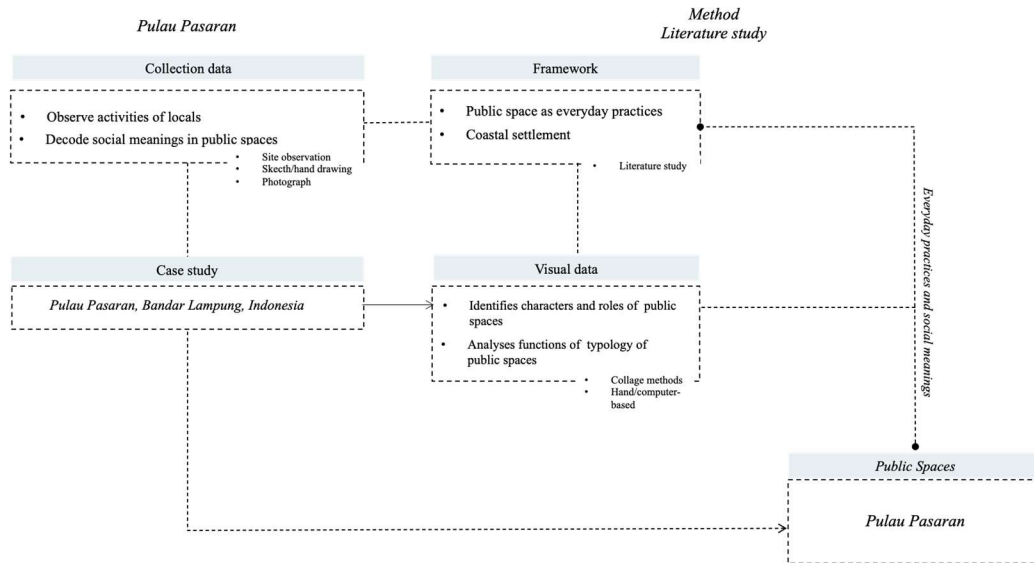 Pulau Pasaran
Method
Literature study
Collection data
• Observe activities of locals
• Decode social meanings in public spaces
• Site observation
• Skecth/hand drawing
• Photograph
Framework
• Public space as everyday practices
• Coastal settlement
• Literature study
Case study
Pulau Pasaran, Bandar Lampung, Indonesia
Visual data
• Identifies characters and roles of public
spaces
• Analyses functions of typology of
public spaces
• Collage methods
• Hand/computer-
based
Everyday practices and social meanings
Public Spaces
Pulau Pasaran